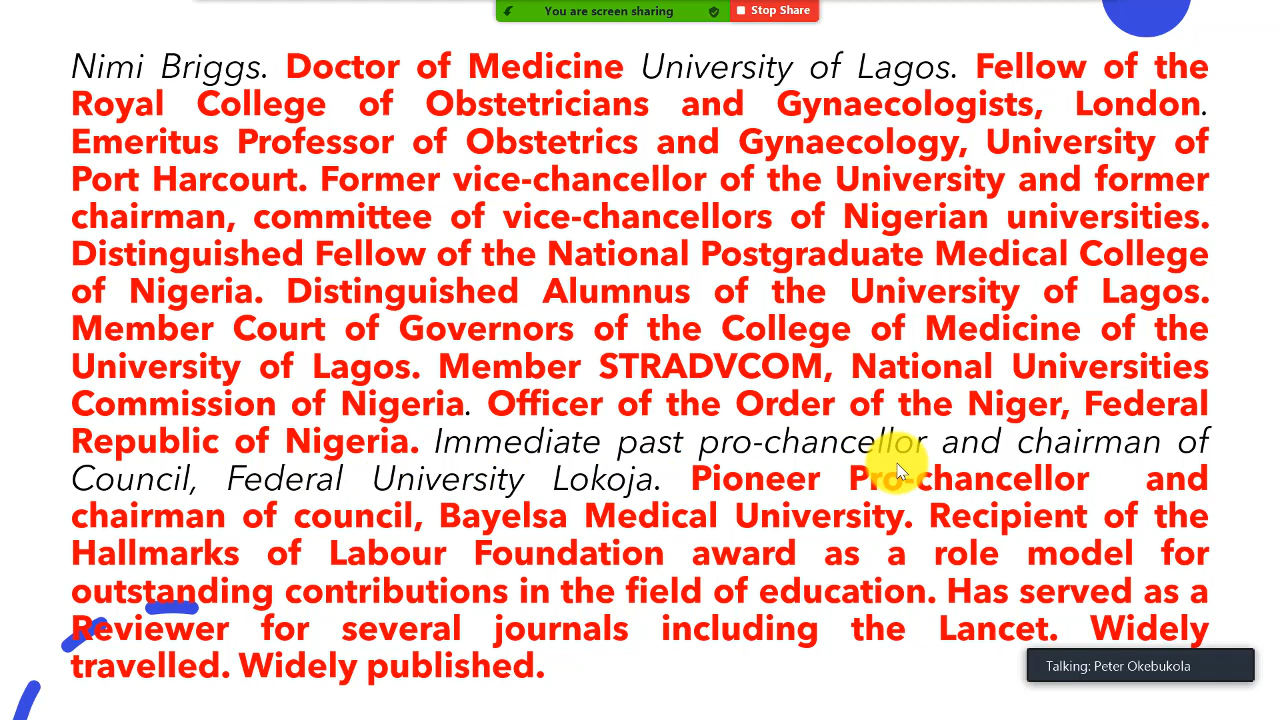 You are screen sharing
Stop Share
Nimi Briggs. Doctor of Medicine University of Lagos. Fellow of the
Royal College of Obstetricians and Gynaecologists, London.
Emeritus Professor of Obstetrics and Gynaecology, University of
Port Harcourt. Former vice-chancellor of the University and former
chairman, committee of vice-chancellors of Nigerian universities.
Distinguished Fellow of the National Postgraduate Medical College
of Nigeria. Distinguished Alumnus of the University of Lagos.
Member Court of Governors of the College of Medicine of the
University of Lagos. Member STRADVCOM, National Universities
Commission of Nigeria. Officer of the Order of the Niger, Federal
Republic of Nigeria. Immediate past pro-chancellor and chairman of
Council, Federal University Lokoja. Pioneer Pro-chancellor and
chairman of council, Bayelsa Medical University. Recipient of the
Hallmarks of Labour Foundation award as a role model for
outstanding contributions in the field of education. Has served as a
Reviewer for several journals including the Lancet. Widely
travelled. Widely published.
Talking: Peter Okebukola